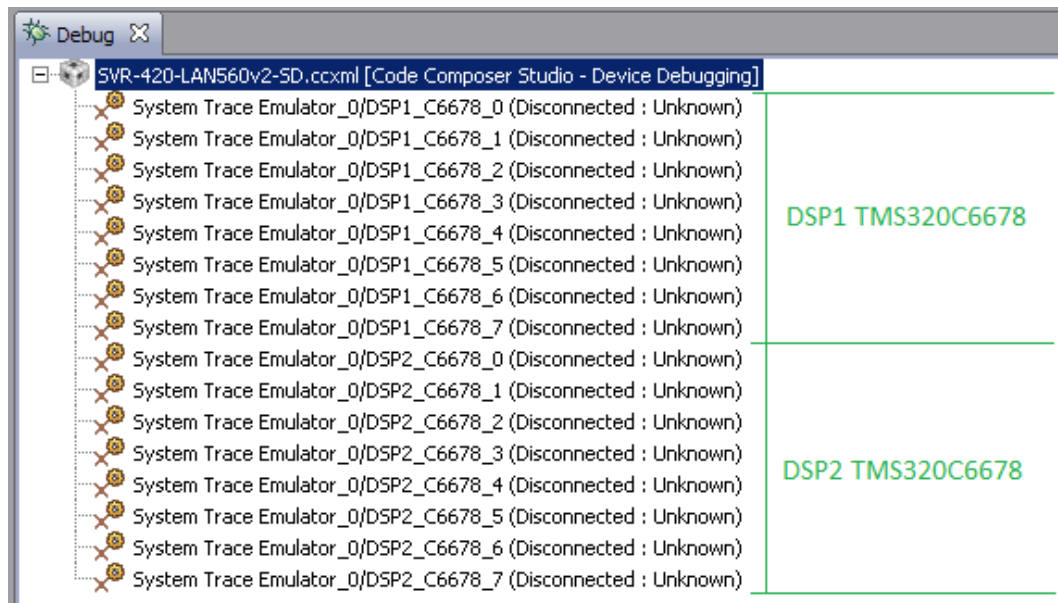 Debug
SVR-420-LAN560v2-SD.ccxml [Code Composer Studio - Device Debugging]
System Trace Emulator_0/DSP1_C6678_0 (Disconnected : Unknown)
System Trace Emulator_0/DSP1_C6678_1 (Disconnected : Unknown)
System Trace Emulator_0/DSP1_C6678_2 (Disconnected : Unknown)
System Trace Emulator_0/DSP1_C6678_3 (Disconnected : Unknown)
System Trace Emulator_0/DSP1_C6678_4 (Disconnected : Unknown)
System Trace Emulator_0/DSP1_C6678_5 (Disconnected : Unknown)
System Trace Emulator_0/DSP1_C6678_6 (Disconnected : Unknown)
System Trace Emulator_0/DSP1_C6678_7 (Disconnected : Unknown)
DSP1 TMS320C6678
System Trace Emulator_0/DSP2_C6678_0 (Disconnected : Unknown)
System Trace Emulator_0/DSP2_C6678_1 (Disconnected : Unknown)
System Trace Emulator_0/DSP2_C6678_2 (Disconnected : Unknown)
System Trace Emulator_0/DSP2_C6678_3 (Disconnected : Unknown)
System Trace Emulator_0/DSP2_C6678_4 (Disconnected : Unknown)
System Trace Emulator_0/DSP2_C6678_5 (Disconnected : Unknown)
System Trace Emulator_0/DSP2_C6678_6 (Disconnected : Unknown)
System Trace Emulator_0/DSP2_C6678_7 (Disconnected : Unknown)
DSP2 TMS320C6678